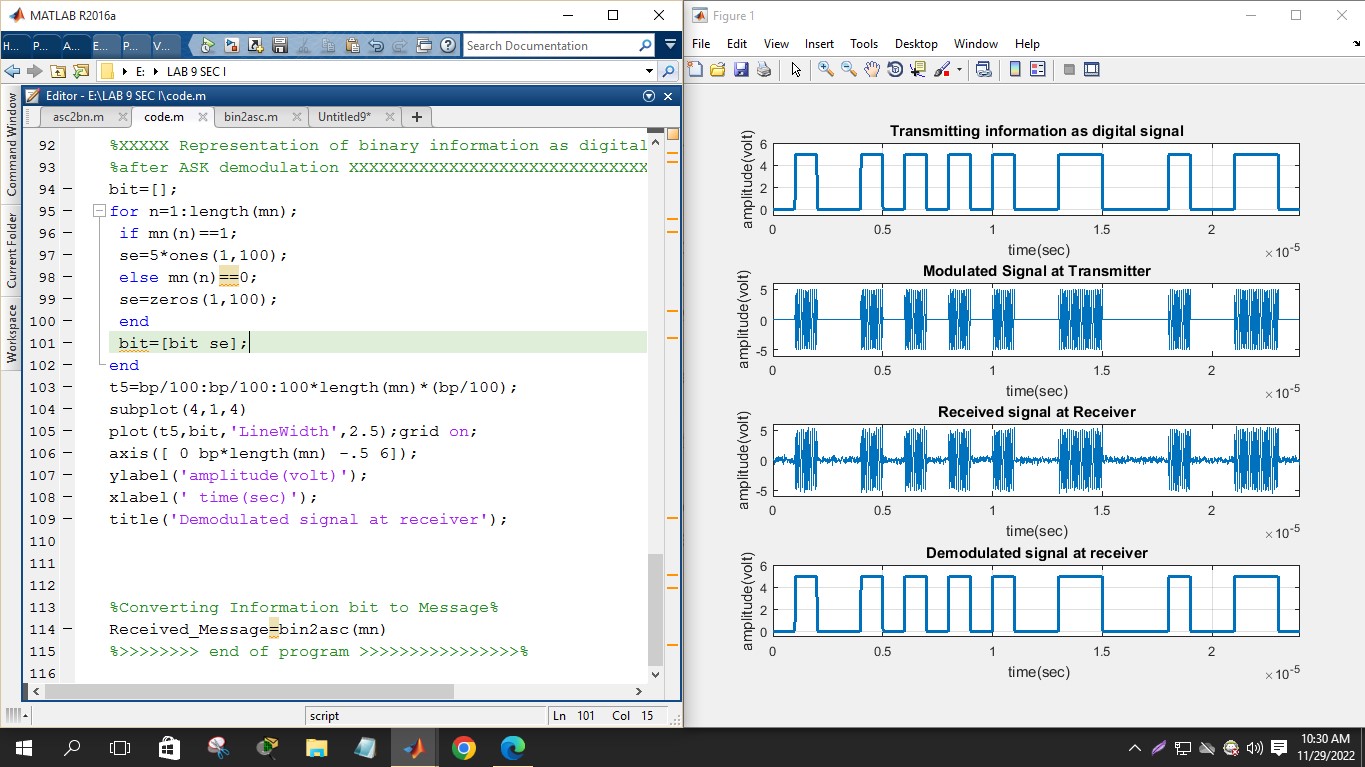 MATLAB R2016a
H... P... A... E... P... V... Search Documentation
E: LAB 9 SEC I
Editor - E:\LAB 9 SEC I\code.m
asc2bn.m code.m bin2asc.m Untitled9*
Command Window
Current Folder
Workspace
92 %XXXXX Representation of binary information as digital
93 %after ASK demodulation XXXXXXXXXXXXXXXXXXXXXXXXXXXXXX
94 bit=[];
95 for n=1:length(mn);
96 if mn(n)==1;
97 se=5*ones(1,100);
98 else mn(n)==0;
99 se=zeros(1,100);
100 end
101 bit=[bit se];
102 end
103 t5=bp/100:bp/100:100*length(mn)*(bp/100);
104 subplot(4,1,4)
105 plot(t5,bit,'LineWidth',2.5);grid on;
106 axis([ 0 bp*length(mn) -.5 6]);
107 ylabel('amplitude(volt)');
108 xlabel(' time(sec)');
109 title('Demodulated signal at receiver');
110
111
112
113 %Converting Information bit to Message%
114 Received_Message=bin2asc(mn)
115 %>>>>>>>> end of program >>>>>>>>>>>>>>>>%
116
script Ln 101 Col 15
Figure 1
File Edit View Insert Tools Desktop Window Help
Transmitting information as digital signal
amplitude(volt)
6
4
2
0
0 0.5 1 1.5 2
time(sec)
×10-5
Modulated Signal at Transmitter
amplitude(volt)
5
0
-5
0 0.5 1 1.5 2
time(sec)
×10-5
Received signal at Receiver
amplitude(volt)
5
0
-5
0 0.5 1 1.5 2
time(sec)
×10-5
Demodulated signal at receiver
amplitude(volt)
6
4
2
0
0 0.5 1 1.5 2
time(sec)
×10-5
10:30 AM
11/29/2022